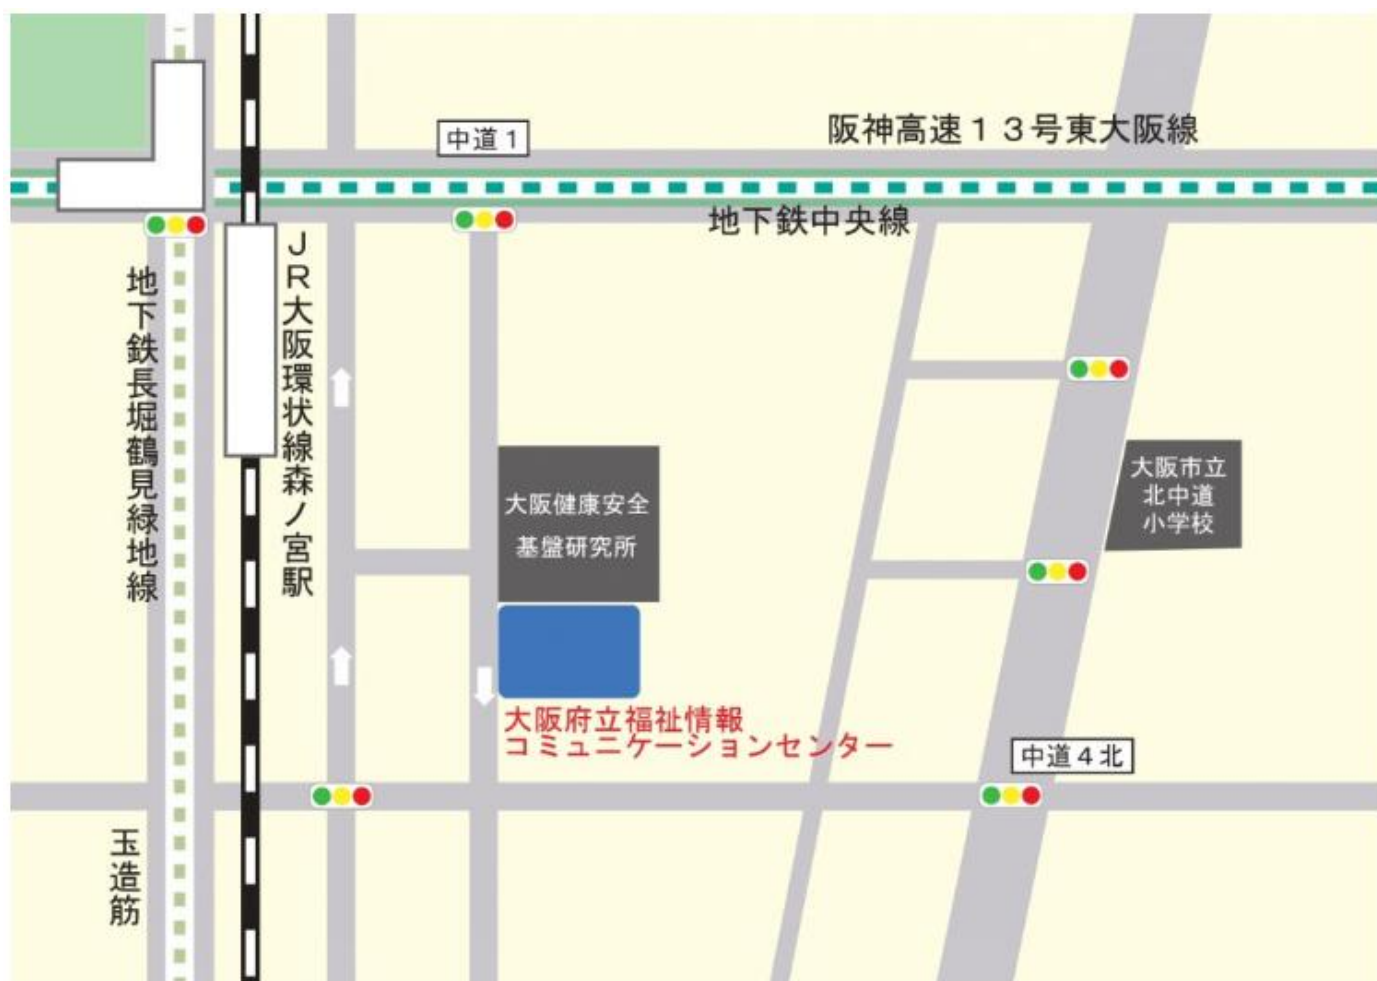 阪神高速１３号東大阪線
中道１
地下鉄中央線
ＪＲ大阪環状線森ノ宮駅
地下鉄長堀鶴見緑地線
大阪健康安全
基盤研究所
大阪市立
北中道
小学校
大阪府立福祉情報
コミュニケーションセンター
中道４北
玉造筋